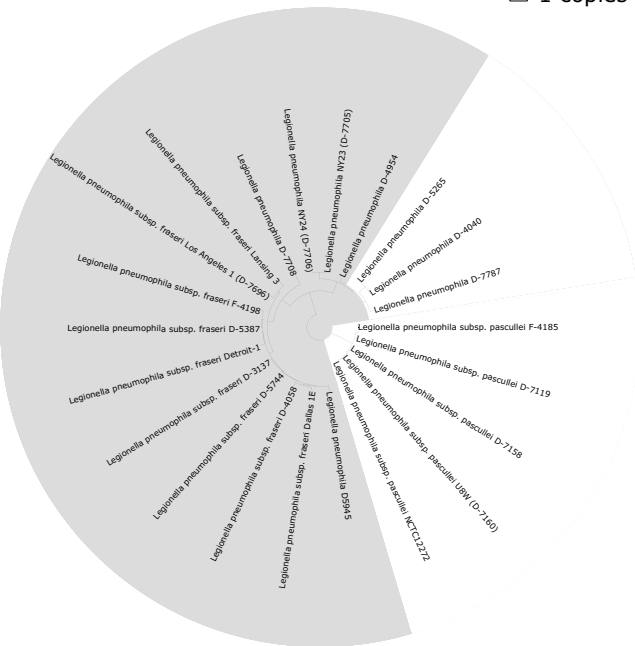 1 copies
Legionella pneumophila D-5265
Legionella pneumophila D-4040
Legionella pneumophila D-7787
Legionella pneumophila subsp. pascullei F-4185
Legionella pneumophila subsp. pascullei D-7119
Legionella pneumophila subsp. pascullei D-7158
Legionella pneumophila subsp. pascullei U8W (D-7160)
Legionella pneumophila subsp. pascullei NCTC12272
Legionella pneumophila D5945
Legionella pneumophila subsp. fraseri Dallas 1E
Legionella pneumophila subsp. fraseri D-4058
Legionella pneumophila subsp. fraseri D-5744
Legionella pneumophila subsp. fraseri D-3137
Legionella pneumophila subsp. fraseri Detroit-1
Legionella pneumophila subsp. fraseri D-5387
Legionella pneumophila subsp. fraseri F-4198
Legionella pneumophila subsp. fraseri Los Angeles 1 (D-7696)
Legionella pneumophila subsp. fraseri Lansing 3
Legionella pneumophila D-7708
Legionella pneumophila NY24 (D-7706)
Legionella pneumophila NY23 (D-7705)
Legionella pneumophila D-4954